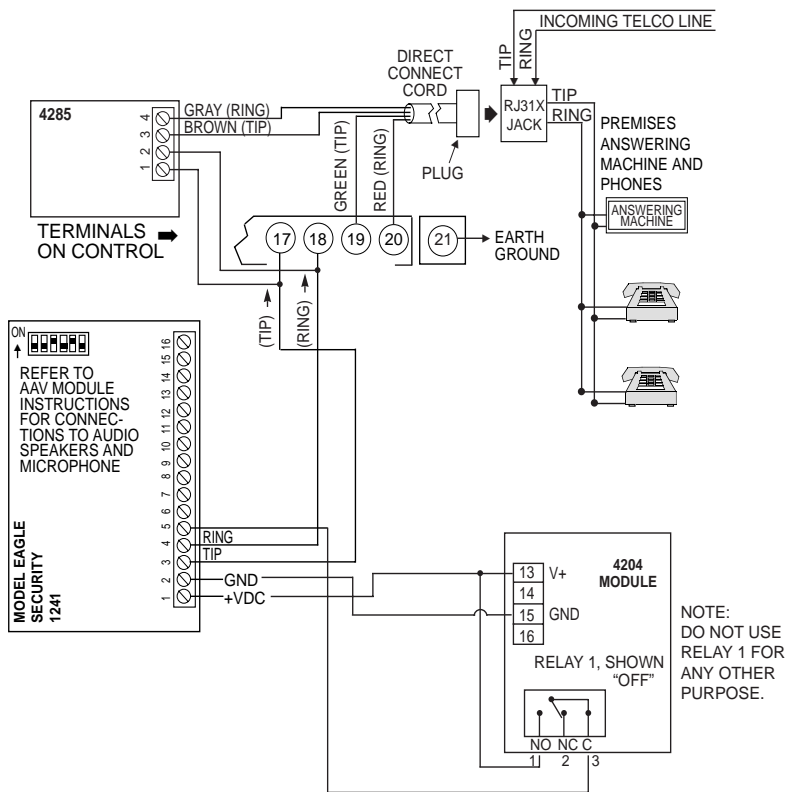 INCOMING TELCO LINE
TIP
RING
DIRECT
CONNECT
CORD
4285
4
3
2
1
GRAY (RING)
BROWN (TIP)
GREEN (TIP)
RED (RING)
PLUG
RJ31X
JACK
TIP
RING
PREMISES
ANSWERING
MACHINE AND
PHONES
ANSWERING
MACHINE
TERMINALS
ON CONTROL
17
18
19
20
21
EARTH
GROUND
(TIP)
(RING)
ON
REFER TO
AAV MODULE
INSTRUCTIONS
FOR CONNEC-
TIONS TO AUDIO
SPEAKERS AND
MICROPHONE
MODEL EAGLE
SECURITY
1241
16
15
14
13
12
11
10
9
8
7
6
5
4
3
2
1
RING
TIP
GND
+VDC
13
14
15
16
V+
GND
4204
MODULE
RELAY 1, SHOWN
“OFF”
NO NC C
1 2 3
NOTE:
DO NOT USE
RELAY 1 FOR
ANY OTHER
PURPOSE.